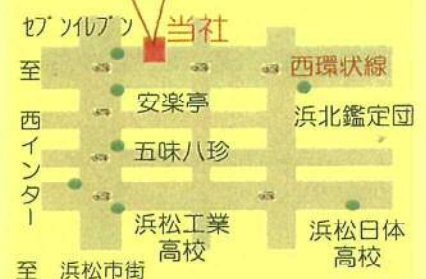 ｾﾌﾞﾝｲﾚﾌﾞﾝ
当社
至
西インター
西環状線
安楽亭
浜北鑑定団
五味八珍
浜松工業
高校
浜松日体
高校
至 浜松市街